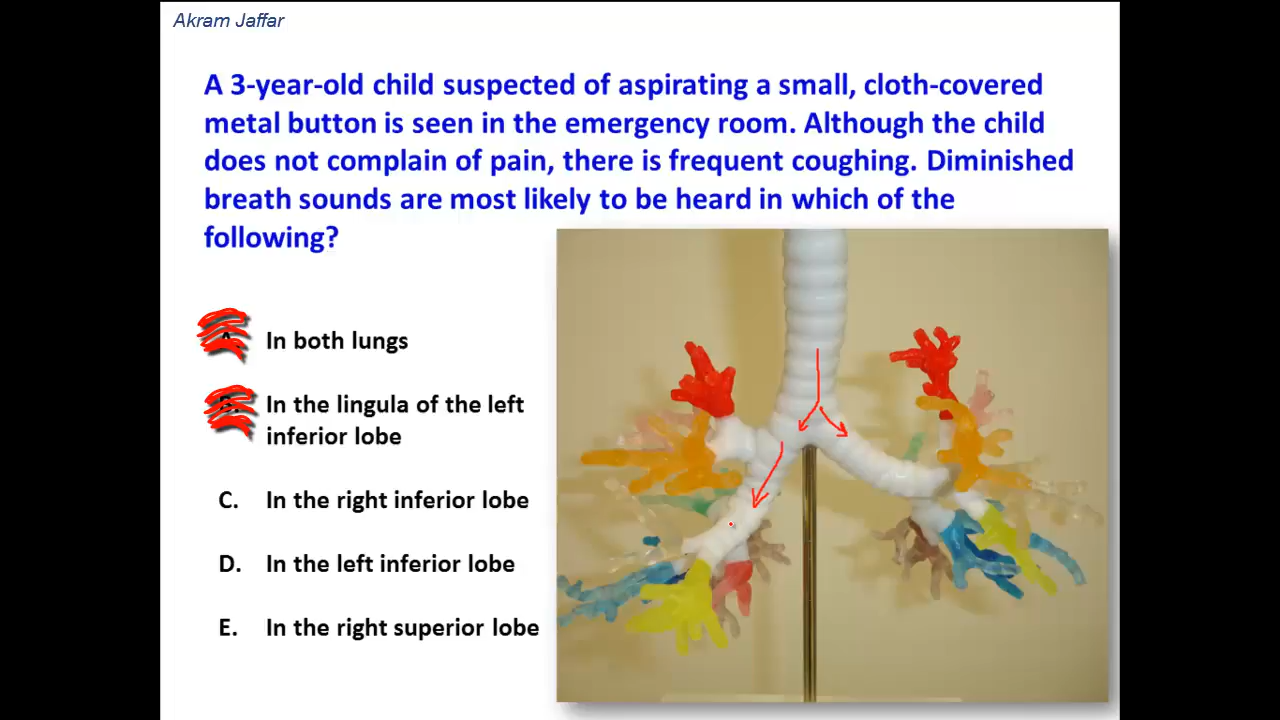 Akram Jaffar
A 3-year-old child suspected of aspirating a small, cloth-covered
metal button is seen in the emergency room. Although the child
does not complain of pain, there is frequent coughing. Diminished
breath sounds are most likely to be heard in which of the
following?
In both lungs
In the lingula of the left
inferior lobe
C. In the right inferior lobe
D. In the left inferior lobe
E. In the right superior lobe